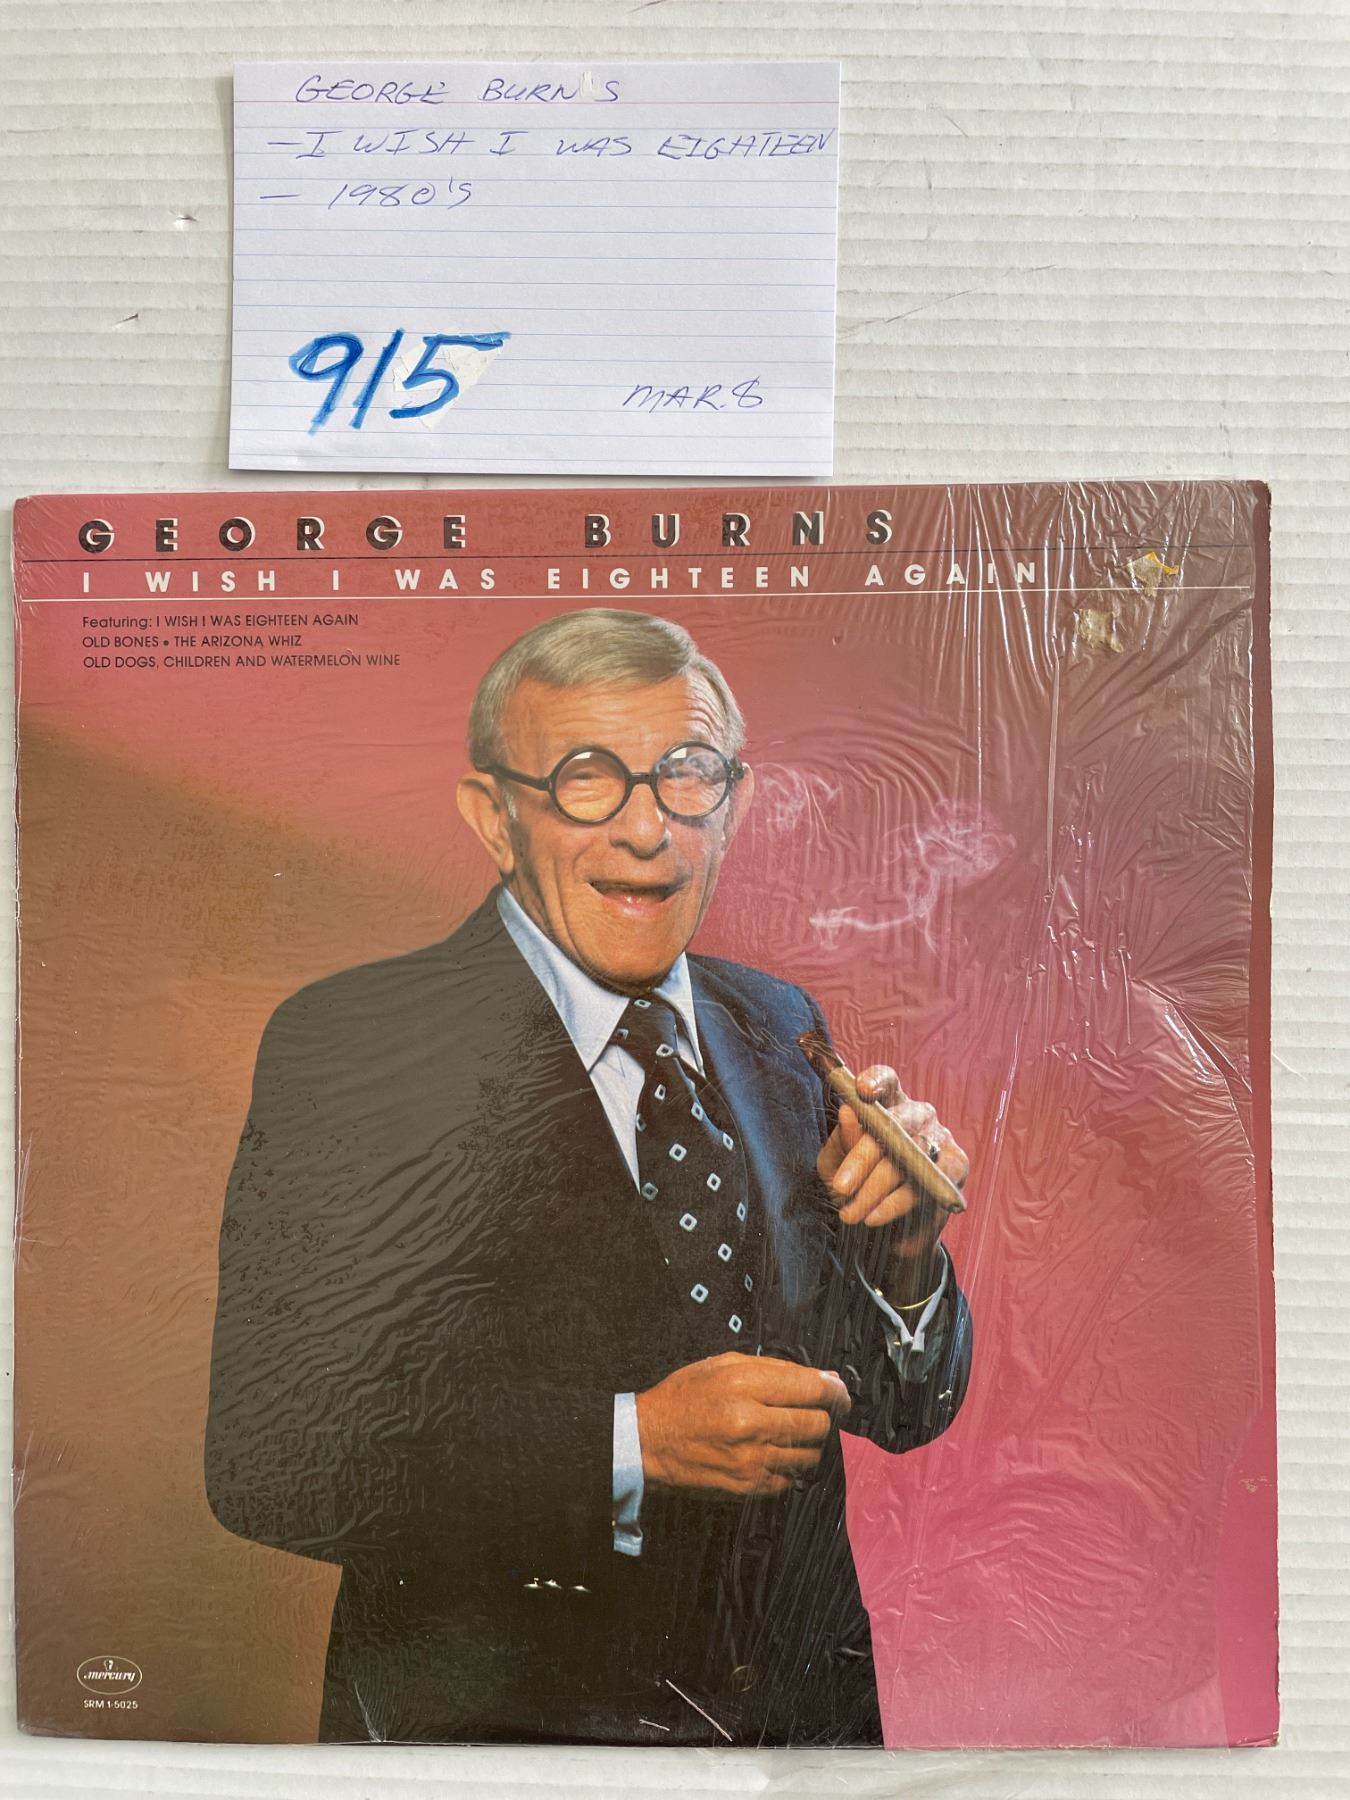 GEORGE BURN'S
- I WISH I WAS EIGHTEEN
- 1980'S
915
MAR. 8
GEORGE BURNS
I WISH I WAS EIGHTEEN AGAIN
Featuring: I WISH I WAS EIGHTEEN AGAIN
OLD BONES • THE ARIZONA WHIZ
OLD DOGS, CHILDREN AND WATERMELON WINE
mercury
SRM 1-5025